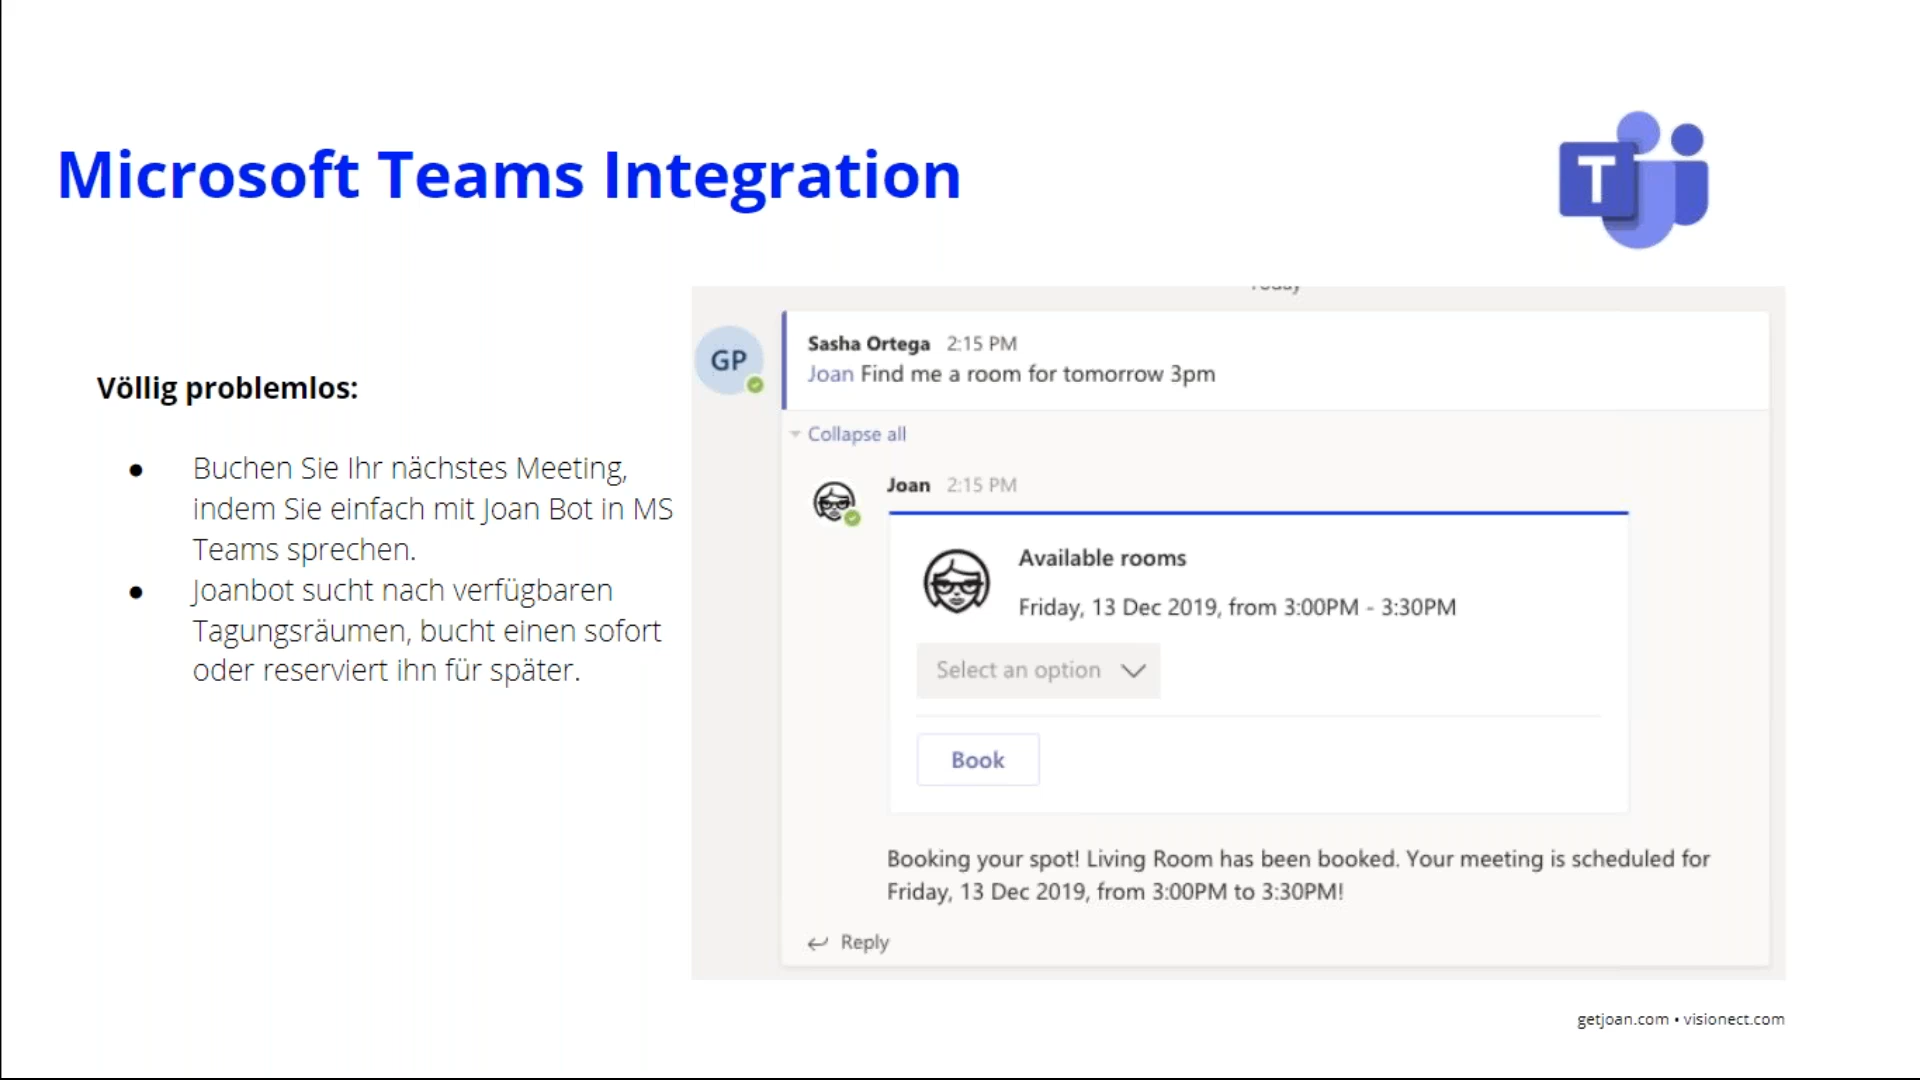 Microsoft Teams Integration
T
Völlig problemlos:
● Buchen Sie Ihr nächstes Meeting,
indem Sie einfach mit Joan Bot in MS
Teams sprechen.
● Joanbot sucht nach verfügbaren
Tagungsräumen, bucht einen sofort
oder reserviert ihn für später.
Today
GP
Sasha Ortega 2:15 PM
Joan Find me a room for tomorrow 3pm
Collapse all
Joan 2:15 PM
Available rooms
Friday, 13 Dec 2019, from 3:00PM - 3:30PM
Select an option
Book
Booking your spot! Living Room has been booked. Your meeting is scheduled for
Friday, 13 Dec 2019, from 3:00PM to 3:30PM!
Reply
getjoan.com • visionect.com